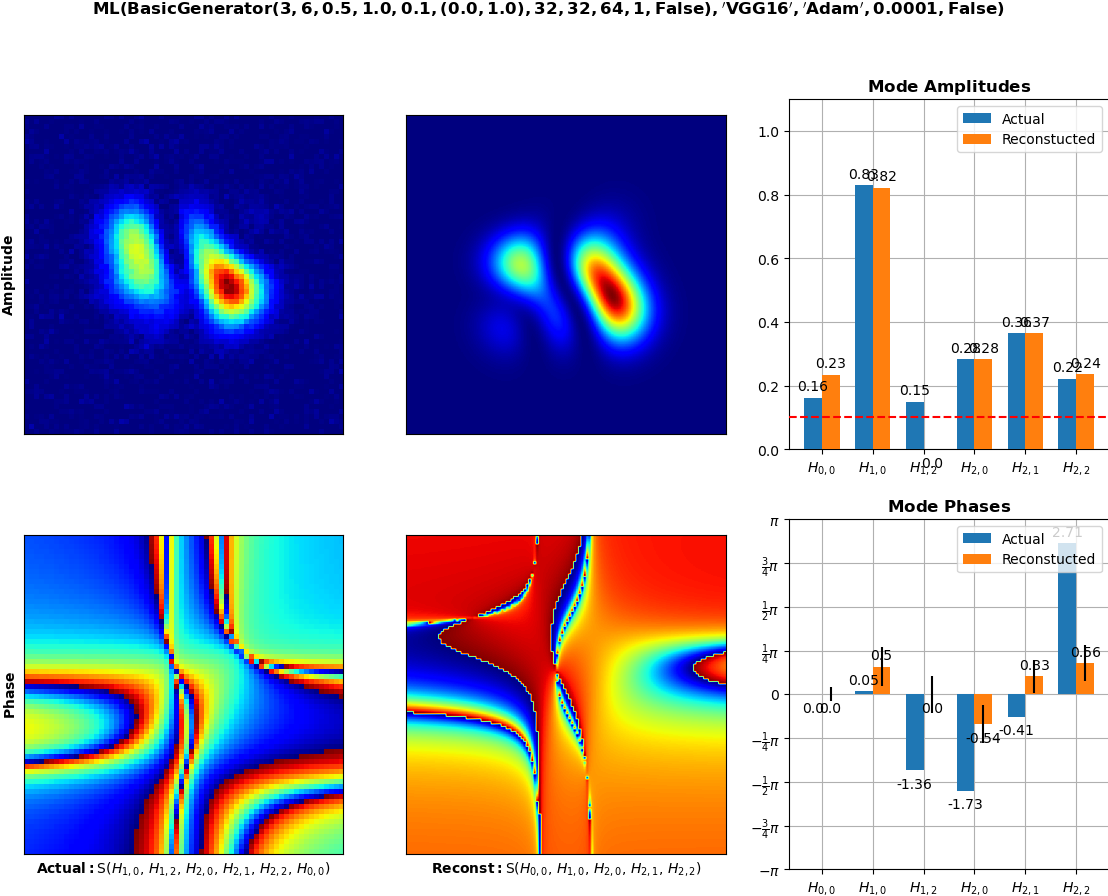 ML(BasicGenerator(3, 6, 0.5, 1.0, 0.1, (0.0, 1.0), 32, 32, 64, 1, False), 'VGG16', 'Adam', 0.0001, False)
Mode Amplitudes
Actual
Reconstucted
Amplitude
1.0
0.8
0.6
0.4
0.2
0.0
0.16
0.23
0.83
0.82
0.15
0.0
0.28
0.28
0.36
0.37
0.22
0.24
H0,0
H1,0
H1,2
H2,0
H2,1
H2,2
Mode Phases
Actual
Reconstucted
Phase
π
3/4π
1/2π
1/4π
0
−1/4π
−1/2π
−3/4π
−π
0.0
0.0
0.05
0.5
-1.36
0.0
-1.73
-0.54
-0.41
0.33
2.71
0.56
H0,0
H1,0
H1,2
H2,0
H2,1
H2,2
Actual: S(H1,0, H1,2, H2,0, H2,1, H2,2, H0,0)
Reconst: S(H0,0, H1,0, H2,0, H2,1, H2,2)